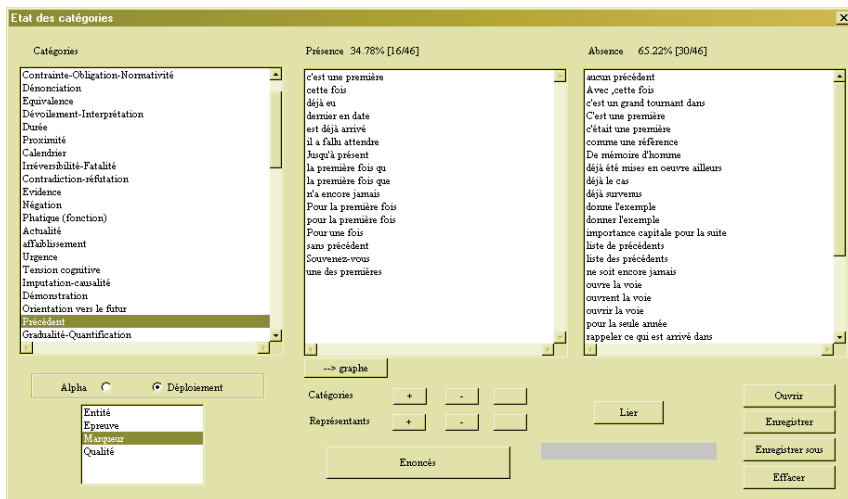 Etat des catégories
Catégories
Contrainte-Obligation-Normativité
Dénonciation
Equivalence
Dévoilement-Interprétation
Durée
Proximité
Calendrier
Irréversibilité-Fatalité
Contradiction-réfutation
Evidence
Négation
Phatique (fonction)
Actualité
affaiblissement
Urgence
Tension cognitive
Imputation-causalité
Démonstration
Orientation vers le futur
Précédent
Gradualité-Quantification
Présence 34.78% [16/46]
c'est une première
cette fois
déjà eu
dernier en date
est déjà arrivé
il a fallu attendre
Jusqu'à présent
la première fois qu
la première fois que
n'a encore jamais
Pour la première fois
pour la première fois
Pour une fois
sans précédent
Souvenez-vous
une des premières
Absence 65.22% [30/46]
aucun précédent
Avec ,cette fois
c'est un grand tournant dans
C'est une première
c'était une première
comme une référence
De mémoire d'homme
déjà été mises en oeuvre ailleurs
déjà le cas
déjà survenus
donne l'exemple
donner l'exemple
importance capitale pour la suite
liste de précédents
liste des précédents
ne soit encore jamais
ouvre la voie
ouvrent la voie
ouvrir la voie
pour la seule année
rappeler ce qui est arrivé dans
--> graphe
Alpha Déploiement
Entité
Epreuve
Marqueur
Qualité
Catégories + -
Représentants + -
Enoncés
Lier
Ouvrir
Enregistrer
Enregistrer sous
Effacer